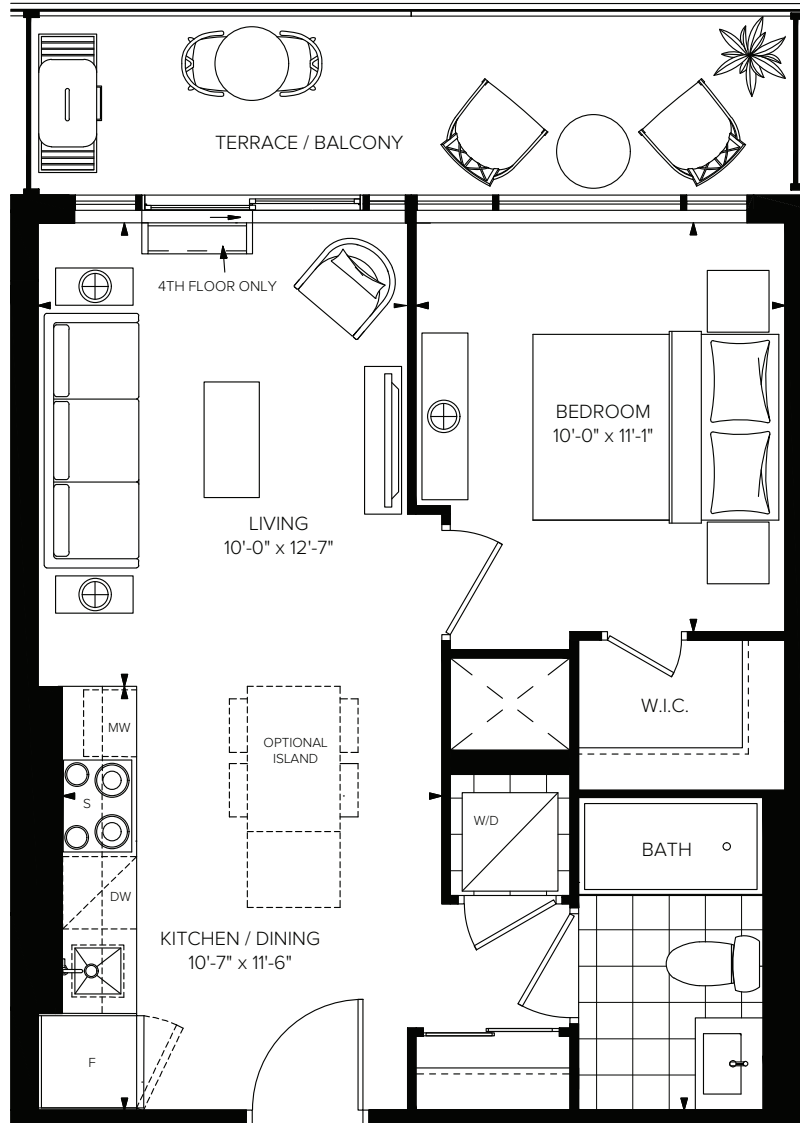 TERRACE / BALCONY
4TH FLOOR ONLY
BEDROOM
10'-0" x 11'-1"
LIVING
10'-0" x 12'-7"
W.I.C.
MW
OPTIONAL
ISLAND
S
W/D
BATH
DW
KITCHEN / DINING
10'-7" x 11'-6"
F